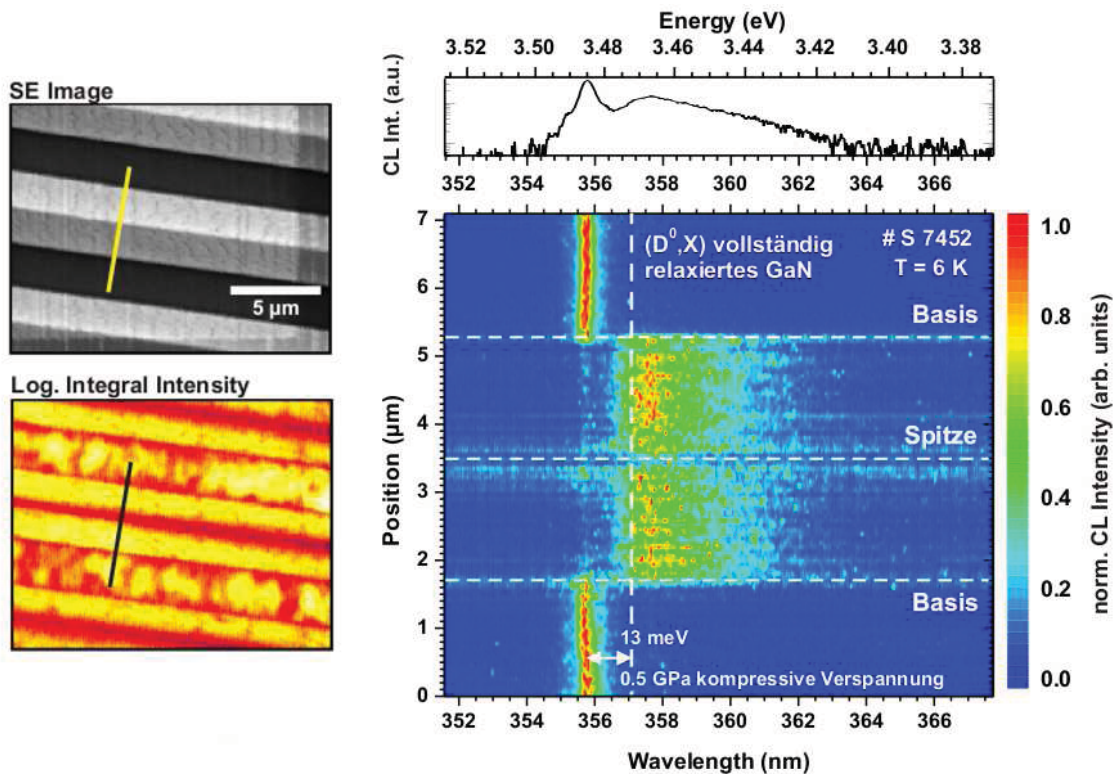 SE Image
5 µm
Log. Integral Intensity
Energy (eV)
3.52 3.50 3.48 3.46 3.44 3.42 3.40 3.38
CL Int. (a.u.)
352 354 356 358 360 362 364 366
7
6
5
4
3
2
1
0
Position (µm)
(D⁰,X) vollständig
relaxiertes GaN
# S 7452
T = 6 K
Basis
Spitze
Basis
13 meV
0.5 GPa kompressive Verspannung
352 354 356 358 360 362 364 366
Wavelength (nm)
1.0
0.8
0.6
0.4
0.2
0.0
norm. CL Intensity (arb. units)